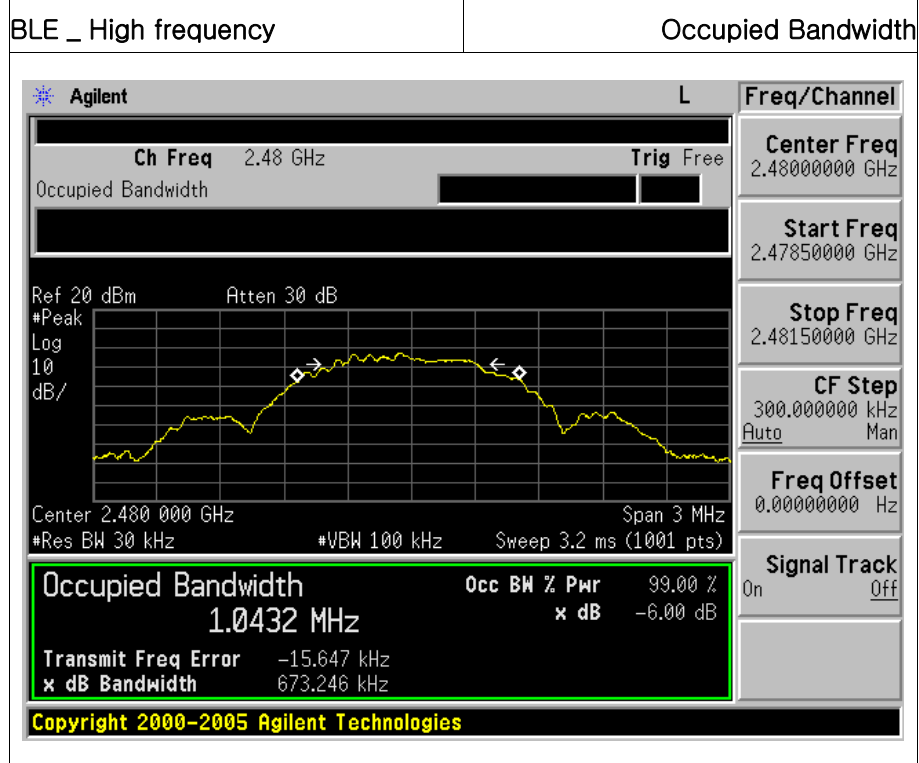 BLE _ High frequency
Occupied Bandwidth
Agilent
L
Freq/Channel
Ch Freq 2.48 GHz
Trig Free
Occupied Bandwidth
Center Freq
2.48000000 GHz
Start Freq
2.47850000 GHz
Stop Freq
2.48150000 GHz
CF Step
300.000000 kHz
Auto Man
Freq Offset
0.00000000 Hz
Signal Track
On Off
Ref 20 dBm
Atten 30 dB
#Peak
Log
10
dB/
Center 2.480 000 GHz
Span 3 MHz
#Res BW 30 kHz
#VBW 100 kHz
Sweep 3.2 ms (1001 pts)
Occupied Bandwidth
1.0432 MHz
Occ BW % Pwr 99.00 %
x dB -6.00 dB
Transmit Freq Error -15.647 kHz
x dB Bandwidth 673.246 kHz
Copyright 2000-2005 Agilent Technologies